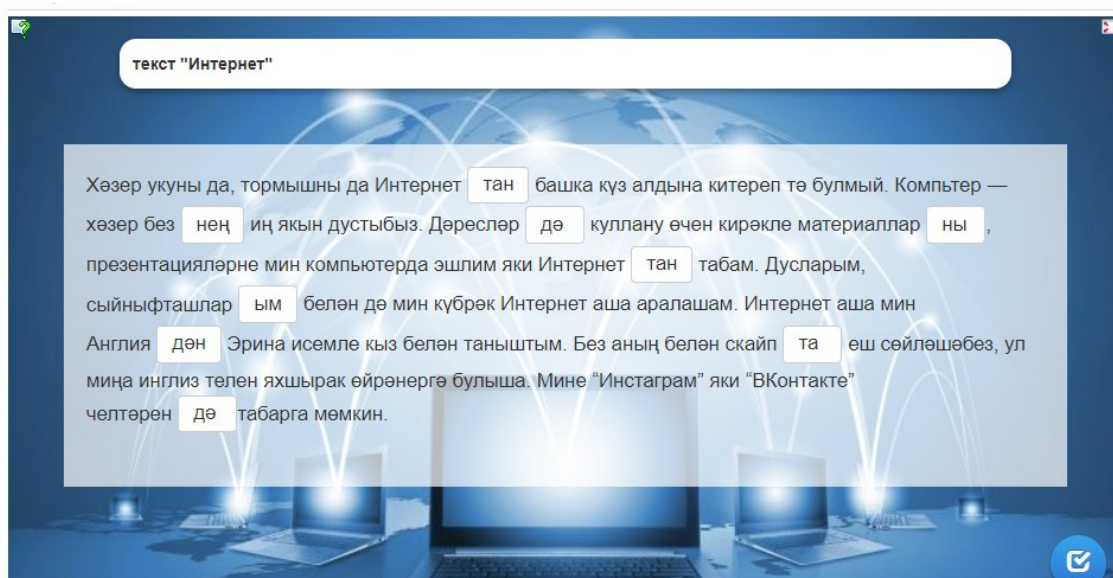 текст "Интернет"
Хәзер укуны да, тормышны да Интернет тан башка күз алдына китереп тә булмый. Компьтер —
хәзер без нең иң якын дустыбыз. Дәресләр дә куллану өчен кирәкле материаллар ны ,
презентацияләрне мин компьютерда эшлим яки Интернет тан табам. Дусларым,
сыйныфташлар ым белән дә мин күбрәк Интернет аша аралашам. Интернет аша мин
Англия дән Эрина исемле кыз белән таныштым. Без аның белән скайп та еш сөйләшәбез, ул
миңа инглиз телен яхшырак өйрәнергә булыша. Мине “Инстаграм” яки “ВКонтакте”
челтәрен дә табарга мөмкин.